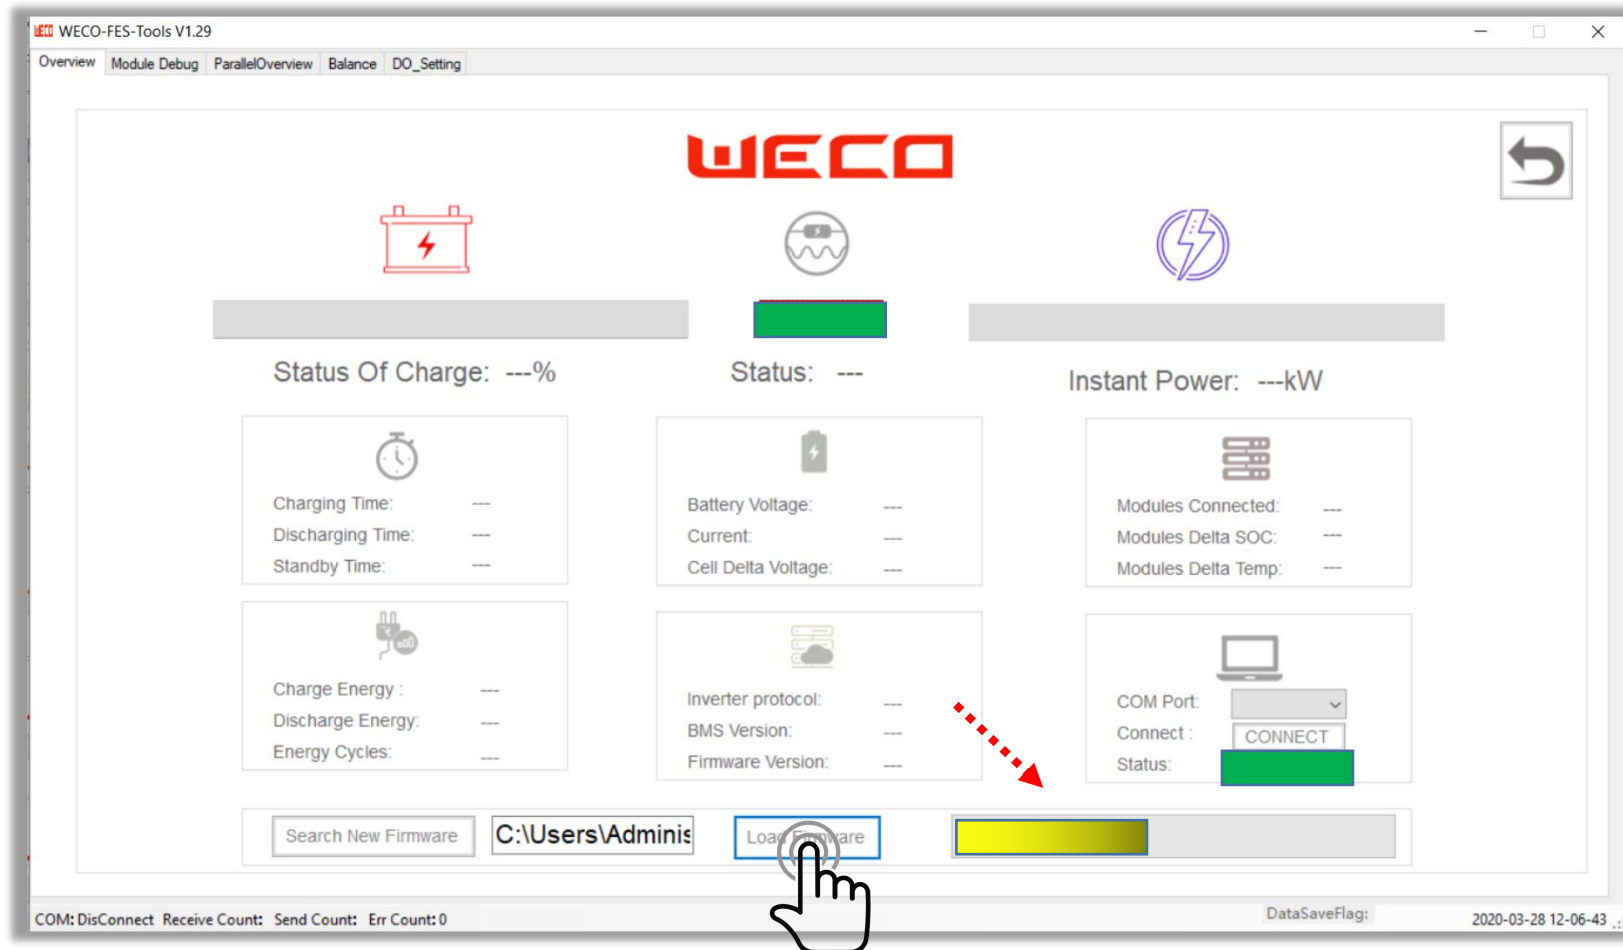 WECO WECO-FES-Tools V1.29
Overview Module Debug ParallelOverview Balance DO_Setting
WECO
Status Of Charge: ---%
Status: ---
Instant Power: ---kW
Charging Time: ---
Discharging Time: ---
Standby Time: ---
Battery Voltage: ---
Current: ---
Cell Delta Voltage: ---
Modules Connected: ---
Modules Delta SOC: ---
Modules Delta Temp: ---
Charge Energy : ---
Discharge Energy: ---
Energy Cycles: ---
Inverter protocol: ---
BMS Version: ---
Firmware Version: ---
COM Port:
Connect : CONNECT
Status:
Search New Firmware C:\Users\Adminis Load Firmware
COM: DisConnect Receive Count: Send Count: Err Count: 0 DataSaveFlag: 2020-03-28 12-06-43